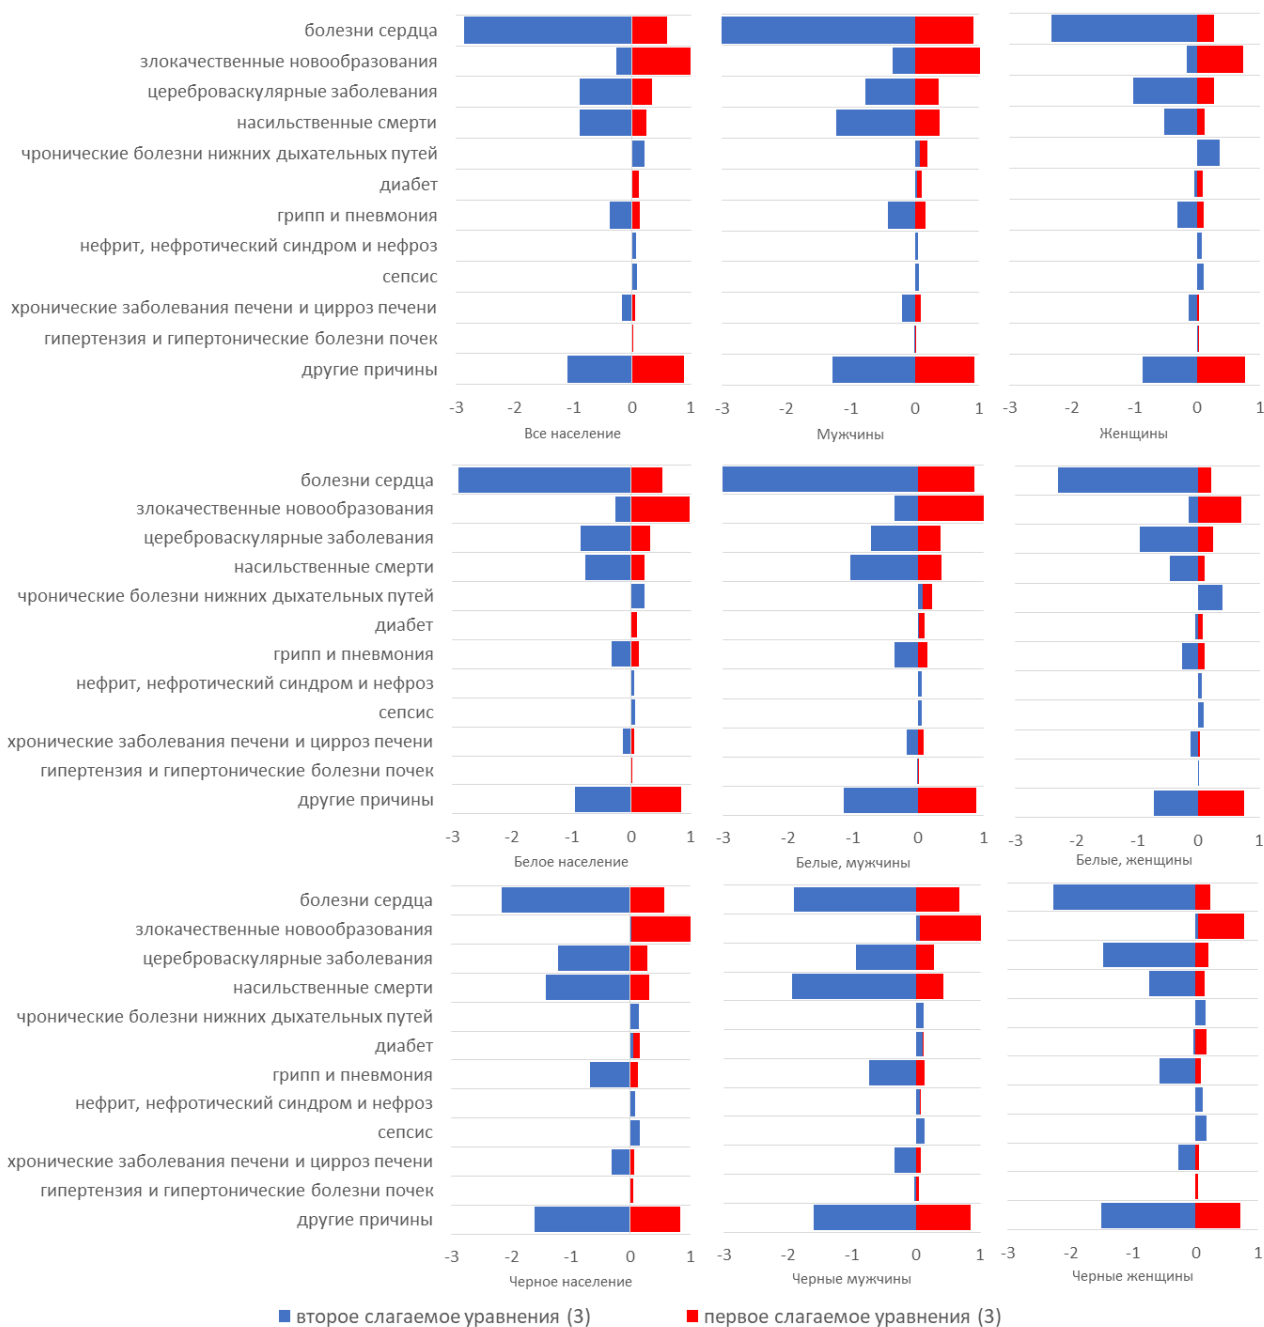 болезни сердца
злокачественные новообразования
цереброваскулярные заболевания
насильственные смерти
чронические болезни нижних дыхательных путей
диабет
грипп и пневмония
нефрит, нефротический синдром и нефроз
сепсис
хронические заболевания печени и цирроз печени
гипертензия и гипертонические болезни почек
другие причины
-3 -2 -1 0 1 -3 -2 -1 0 1 -3 -2 -1 0 1
Все население Мужчины Женщины
болезни сердца
злокачественные новообразования
цереброваскулярные заболевания
насильственные смерти
чронические болезни нижних дыхательных путей
диабет
грипп и пневмония
нефрит, нефротический синдром и нефроз
сепсис
хронические заболевания печени и цирроз печени
гипертензия и гипертонические болезни почек
другие причины
-3 -2 -1 0 1 -3 -2 -1 0 1 -3 -2 -1 0 1
Белое население Белые, мужчины Белые, женщины
болезни сердца
злокачественные новообразования
цереброваскулярные заболевания
насильственные смерти
чронические болезни нижних дыхательных путей
диабет
грипп и пневмония
нефрит, нефротический синдром и нефроз
сепсис
хронические заболевания печени и цирроз печени
гипертензия и гипертонические болезни почек
другие причины
-3 -2 -1 0 1 -3 -2 -1 0 1 -3 -2 -1 0 1
Черное население Черные мужчины Черные женщины
второе слагаемое уравнения (3) первое слагаемое уравнения (3)